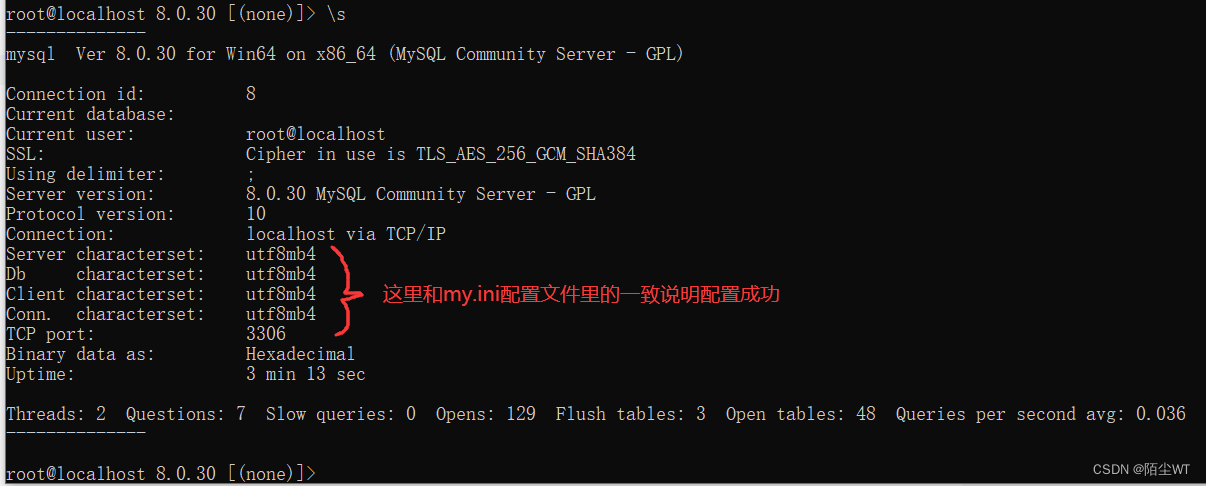 root@localhost 8.0.30 [(none)]> \s
--------------
mysql  Ver 8.0.30 for Win64 on x86_64 (MySQL Community Server - GPL)
Connection id:          8
Current database:
Current user:           root@localhost
SSL:                    Cipher in use is TLS_AES_256_GCM_SHA384
Using delimiter:        ;
Server version:         8.0.30 MySQL Community Server - GPL
Protocol version:       10
Connection:             localhost via TCP/IP
Server characterset:    utf8mb4
Db     characterset:    utf8mb4
Client characterset:    utf8mb4
这里和my.ini配置文件里的一致说明配置成功
Conn.  characterset:    utf8mb4
TCP port:               3306
Binary data as:         Hexadecimal
Uptime:                 3 min 13 sec
Threads: 2  Questions: 7  Slow queries: 0  Opens: 129  Flush tables: 3  Open tables: 48  Queries per second avg: 0.036
--------------
root@localhost 8.0.30 [(none)]>
CSDN @陌尘WT